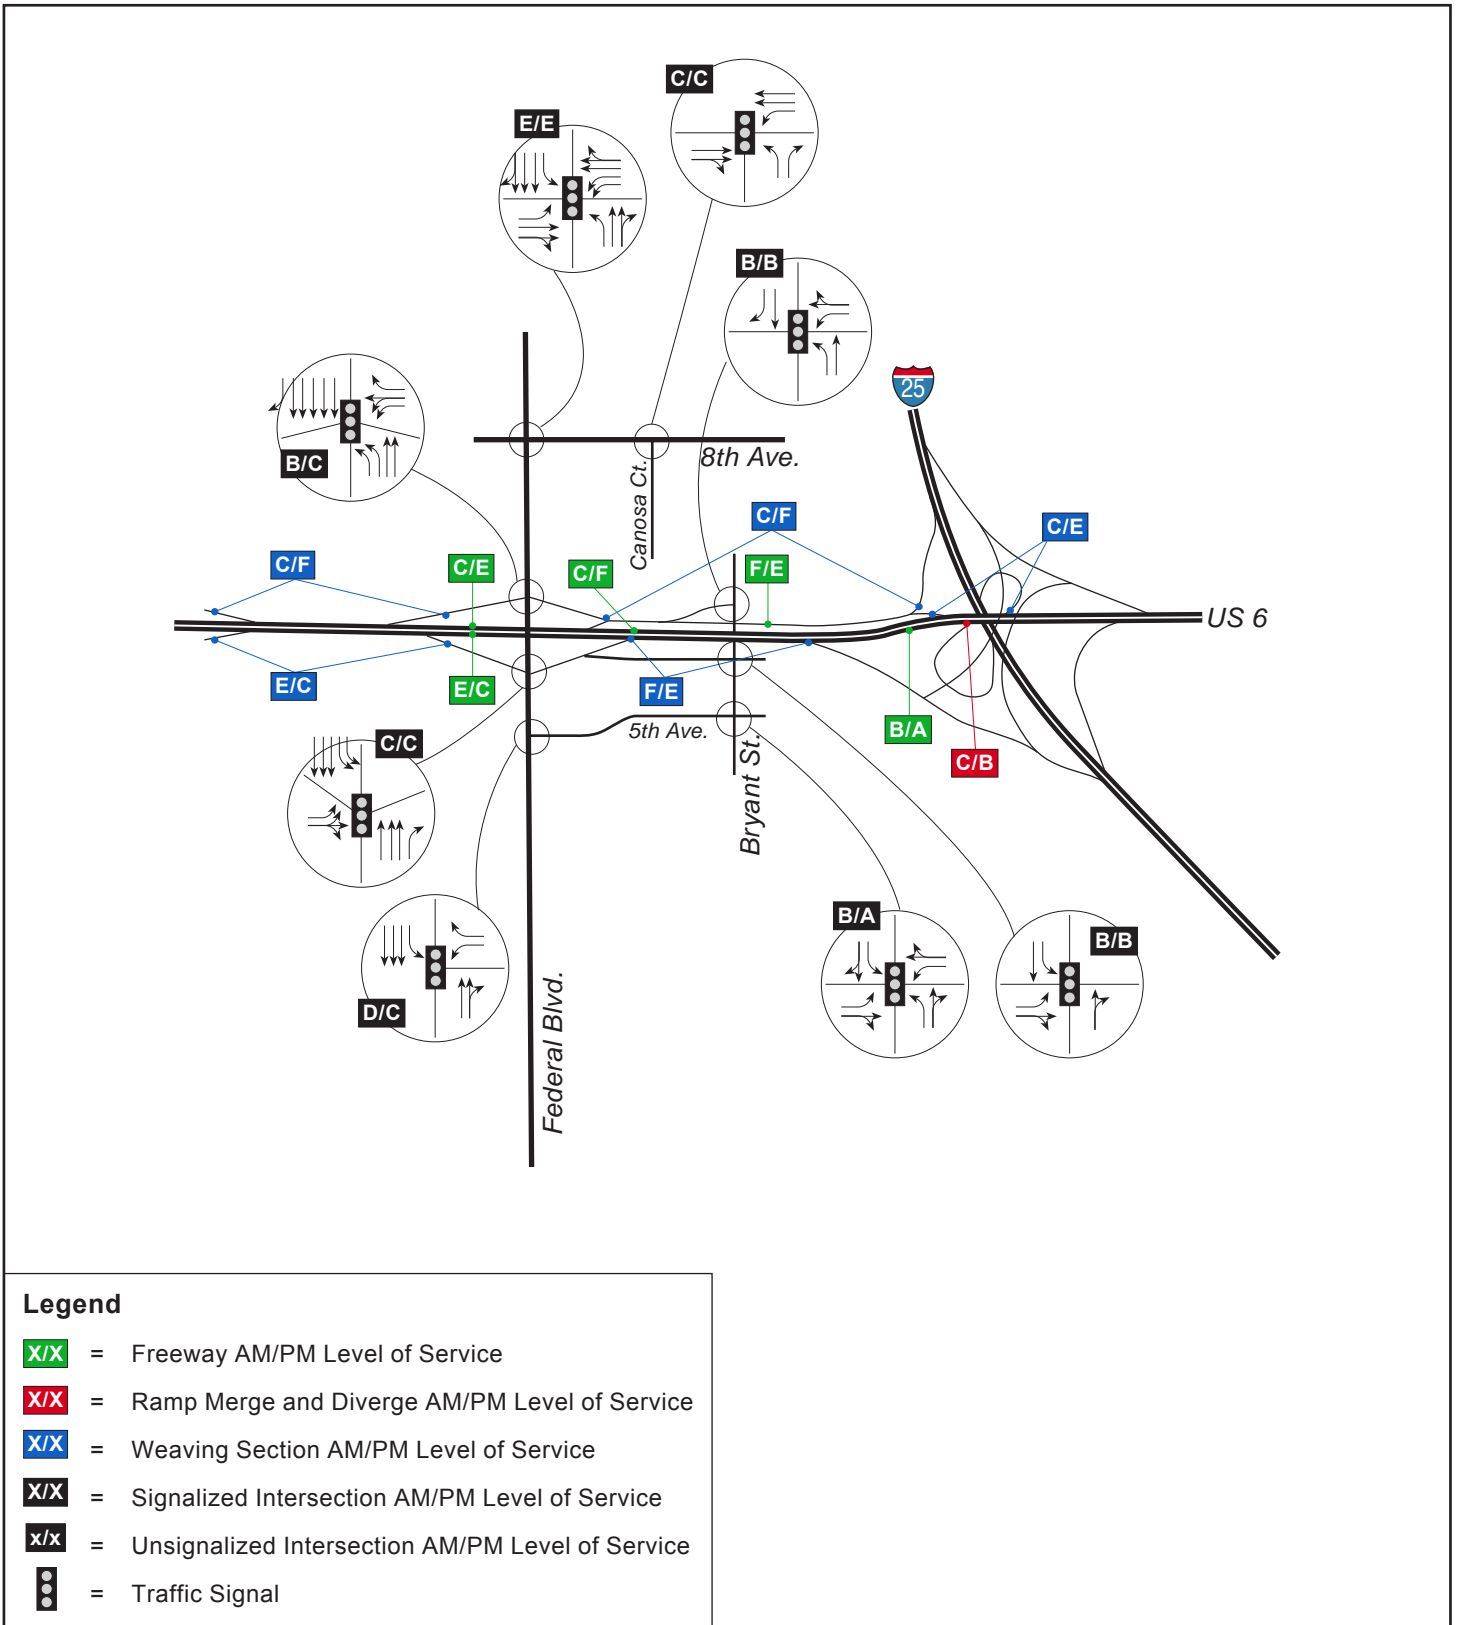 C/C
E/E
B/B
25
B/C
8th Ave.
Canosa Ct.
C/F
C/E
C/F
C/E
C/F
F/E
US 6
E/C
E/C
F/E
5th Ave.
B/A
C/C
C/B
Bryant St.
B/A
B/B
D/C
Federal Blvd.
Legend
X/X = Freeway AM/PM Level of Service
X/X = Ramp Merge and Diverge AM/PM Level of Service
X/X = Weaving Section AM/PM Level of Service
X/X = Signalized Intersection AM/PM Level of Service
x/x = Unsignalized Intersection AM/PM Level of Service
= Traffic Signal